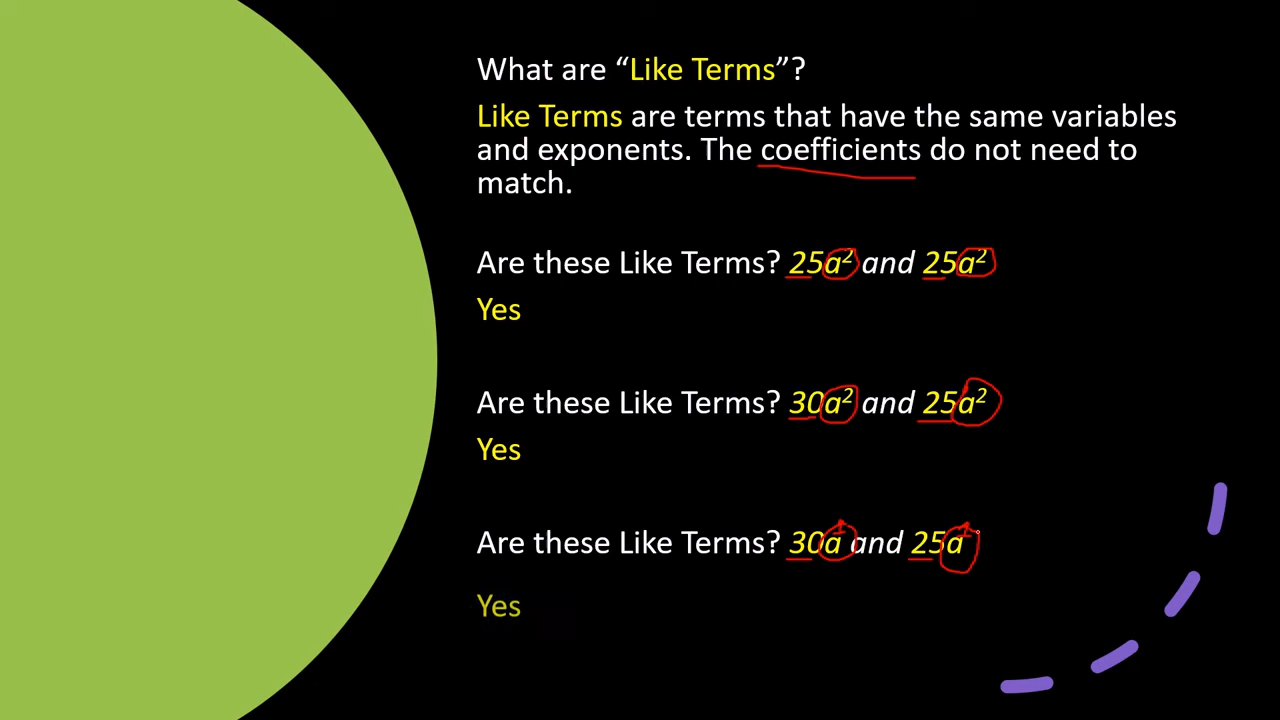 What are “Like Terms”?
Like Terms are terms that have the same variables
and exponents. The coefficients do not need to
match.
Are these Like Terms? 25a² and 25a²
Yes
Are these Like Terms? 30a² and 25a²
Yes
Are these Like Terms? 30a¹ and 25a¹
Yes